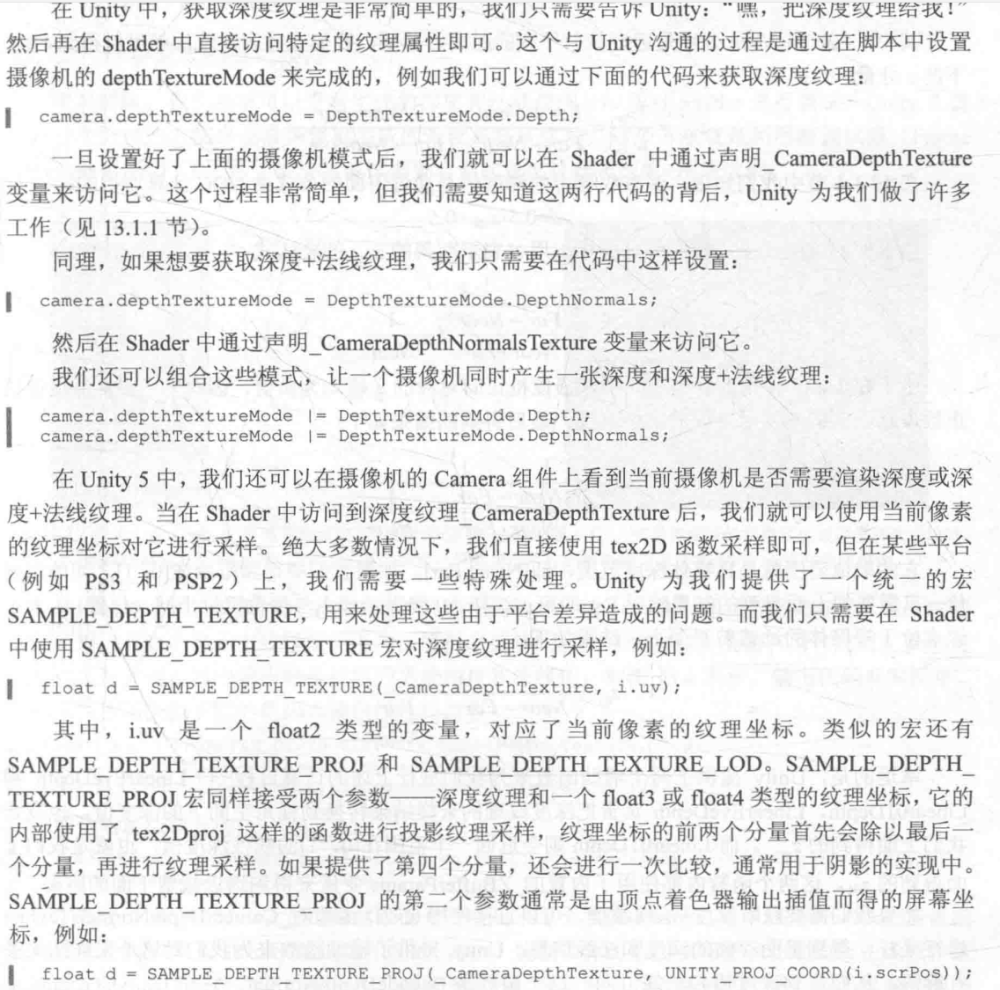 在 Unity 中，获取深度纹理是非常简单的，我们只需要告诉 Unity：“嘿，把深度纹理给我！”
然后再在 Shader 中直接访问特定的纹理属性即可。这个与 Unity 沟通的过程是通过在脚本中设置
摄像机的 depthTextureMode 来完成的，例如我们可以通过下面的代码来获取深度纹理：
camera.depthTextureMode = DepthTextureMode.Depth;
一旦设置好了上面的摄像机模式后，我们就可以在 Shader 中通过声明_CameraDepthTexture
变量来访问它。这个过程非常简单，但我们需要知道这两行代码的背后，Unity 为我们做了许多
工作（见 13.1.1 节）。
同理，如果想要获取深度+法线纹理，我们只需要在代码中这样设置：
camera.depthTextureMode = DepthTextureMode.DepthNormals;
然后在 Shader 中通过声明_CameraDepthNormalsTexture 变量来访问它。
我们还可以组合这些模式，让一个摄像机同时产生一张深度和深度+法线纹理：
camera.depthTextureMode |= DepthTextureMode.Depth;
camera.depthTextureMode |= DepthTextureMode.DepthNormals;
在 Unity 5 中，我们还可以在摄像机的 Camera 组件上看到当前摄像机是否需要渲染深度或深
度+法线纹理。当在 Shader 中访问到深度纹理_CameraDepthTexture 后，我们就可以使用当前像素
的纹理坐标对它进行采样。绝大多数情况下，我们直接使用 tex2D 函数采样即可，但在某些平台
（例如 PS3 和 PSP2）上，我们需要一些特殊处理。Unity 为我们提供了一个统一的宏
SAMPLE_DEPTH_TEXTURE，用来处理这些由于平台差异造成的问题。而我们只需要在 Shader
中使用 SAMPLE_DEPTH_TEXTURE 宏对深度纹理进行采样，例如：
float d = SAMPLE_DEPTH_TEXTURE(_CameraDepthTexture, i.uv);
其中，i.uv 是一个 float2 类型的变量，对应了当前像素的纹理坐标。类似的宏还有
SAMPLE_DEPTH_TEXTURE_PROJ 和 SAMPLE_DEPTH_TEXTURE_LOD。SAMPLE_DEPTH_
TEXTURE_PROJ 宏同样接受两个参数——深度纹理和一个 float3 或 float4 类型的纹理坐标，它的
内部使用了 tex2Dproj 这样的函数进行投影纹理采样，纹理坐标的前两个分量首先会除以最后一
个分量，再进行纹理采样。如果提供了第四个分量，还会进行一次比较，通常用于阴影的实现中。
SAMPLE_DEPTH_TEXTURE_PROJ 的第二个参数通常是由顶点着色器输出插值而得的屏幕坐
标，例如：
float d = SAMPLE_DEPTH_TEXTURE_PROJ(_CameraDepthTexture, UNITY_PROJ_COORD(i.scrPos));